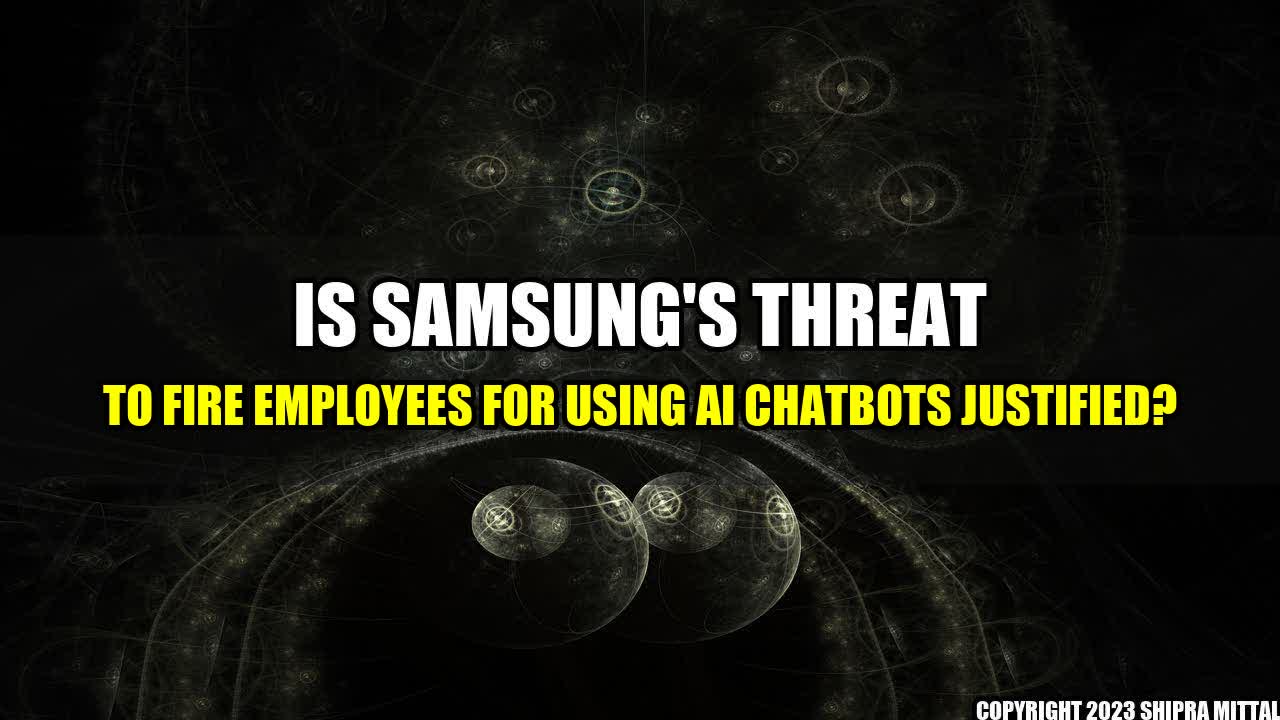 IS SAMSUNG'S THREAT
TO FIRE EMPLOYEES FOR USING AI CHATBOTS JUSTIFIED?
COPYRIGHT 2023 SHIPRA MITTAL